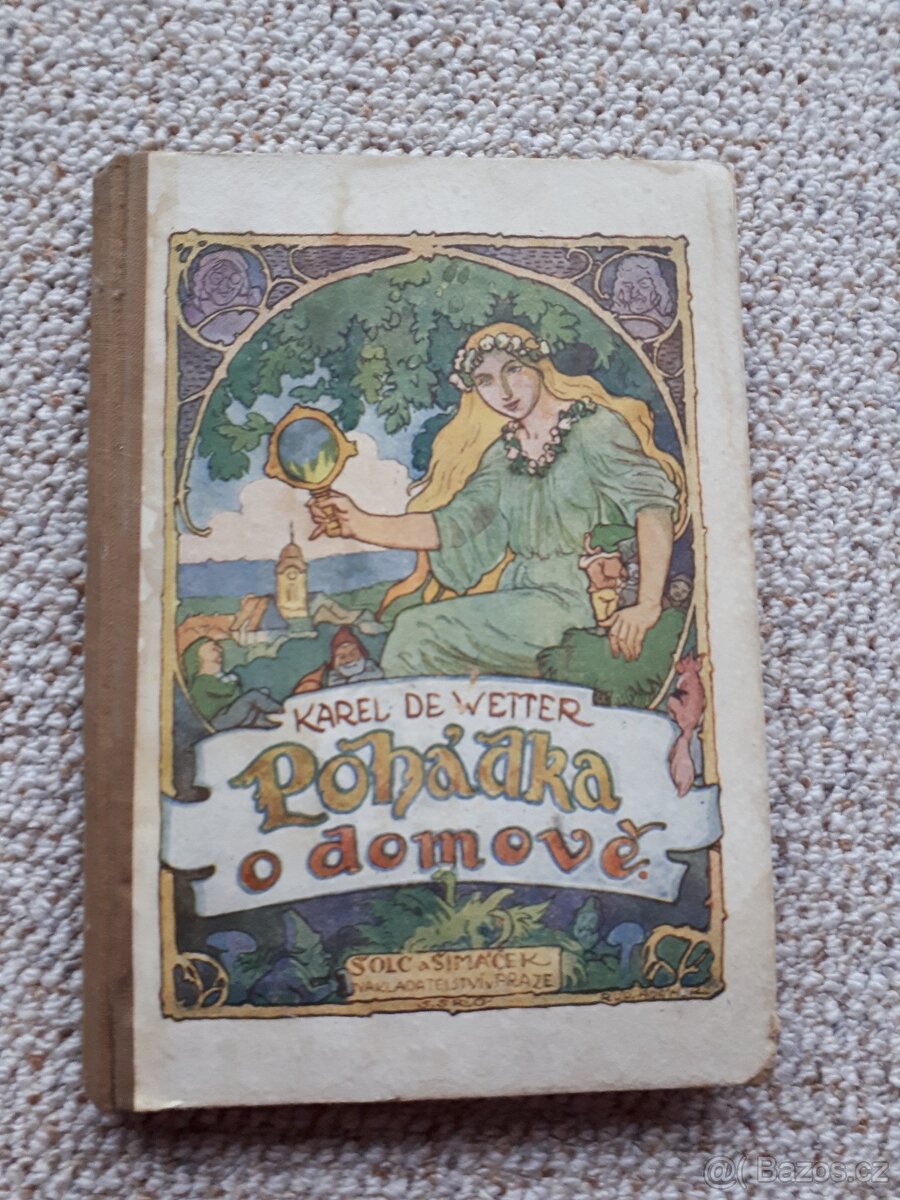 KAREL DE WETTER
Pohádka
o domově.
ŠOLC a ŠIMÁČEK
NAKLADATELSTVÍ V PRAZE
S.S.R.O.
@( Bazos.cz